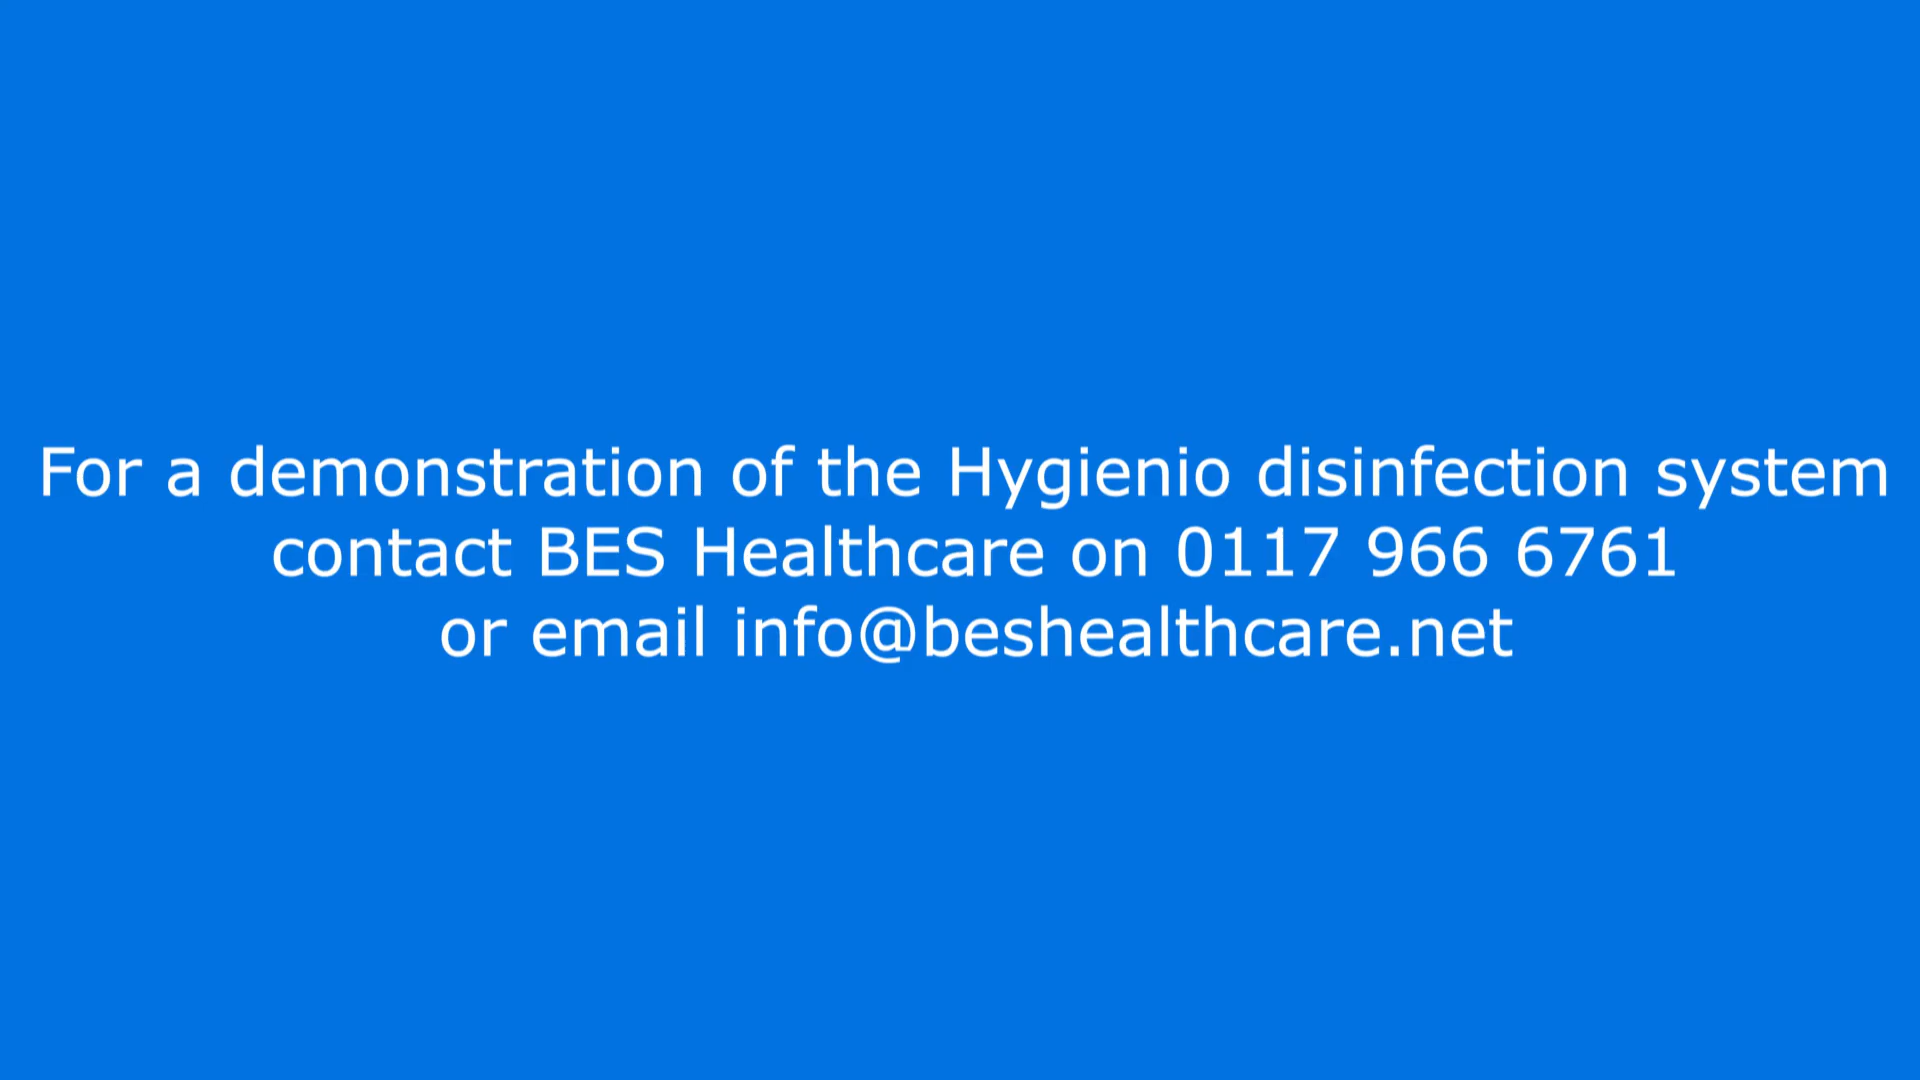 For a demonstration of the Hygienio disinfection system
contact BES Healthcare on 0117 966 6761
or email info@beshealthcare.net